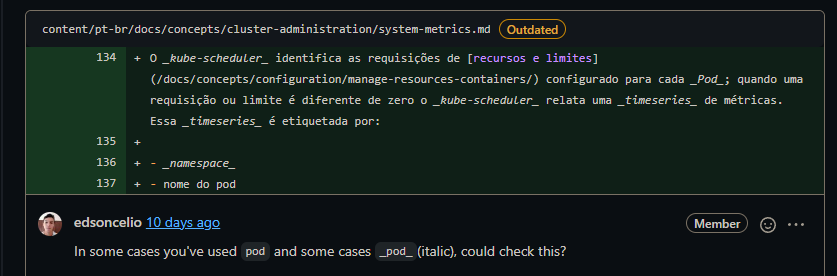 content/pt-br/docs/concepts/cluster-administration/system-metrics.md Outdated
134 + O _kube-scheduler_ identifica as requisições de [recursos e limites]
(/docs/concepts/configuration/manage-resources-containers/) configurado para cada _Pod_; quando uma
requisição ou limite é diferente de zero o _kube-scheduler_ relata uma _timeseries_ de métricas.
Essa _timeseries_ é etiquetada por:
135 +
136 + - _namespace_
137 + - nome do pod
edsoncelio 10 days ago Member
In some cases you've used pod and some cases _pod_ (italic), could check this?